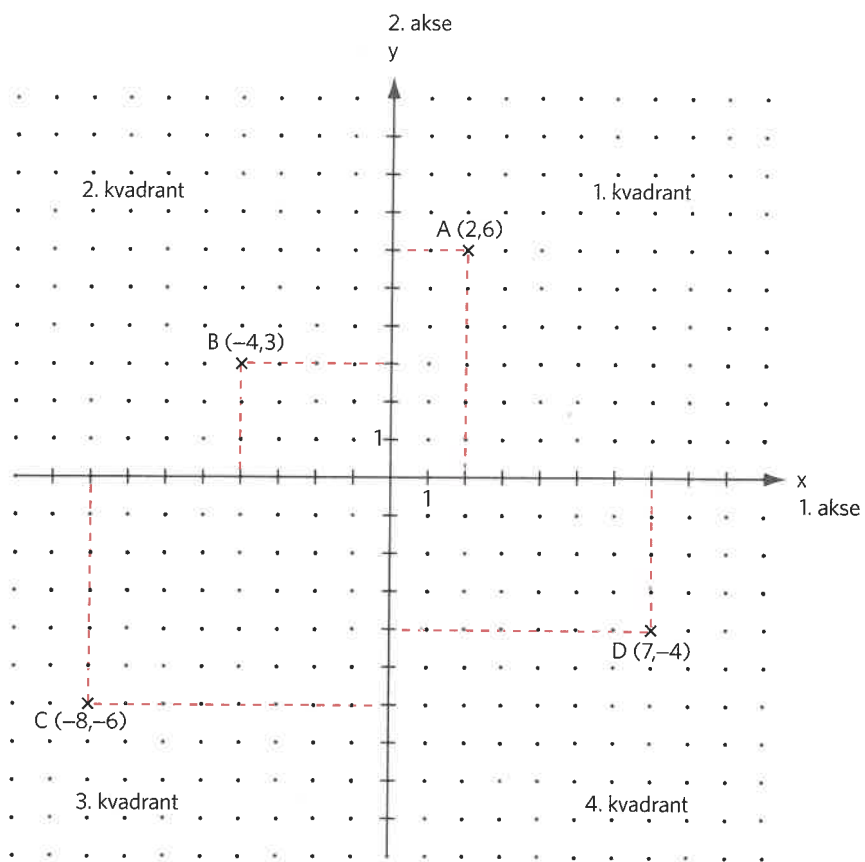 2. akse
y
2. kvadrant
1. kvadrant
A (2,6)
B (–4,3)
1
x
1
1. akse
D (7,–4)
C (–8,–6)
3. kvadrant
4. kvadrant